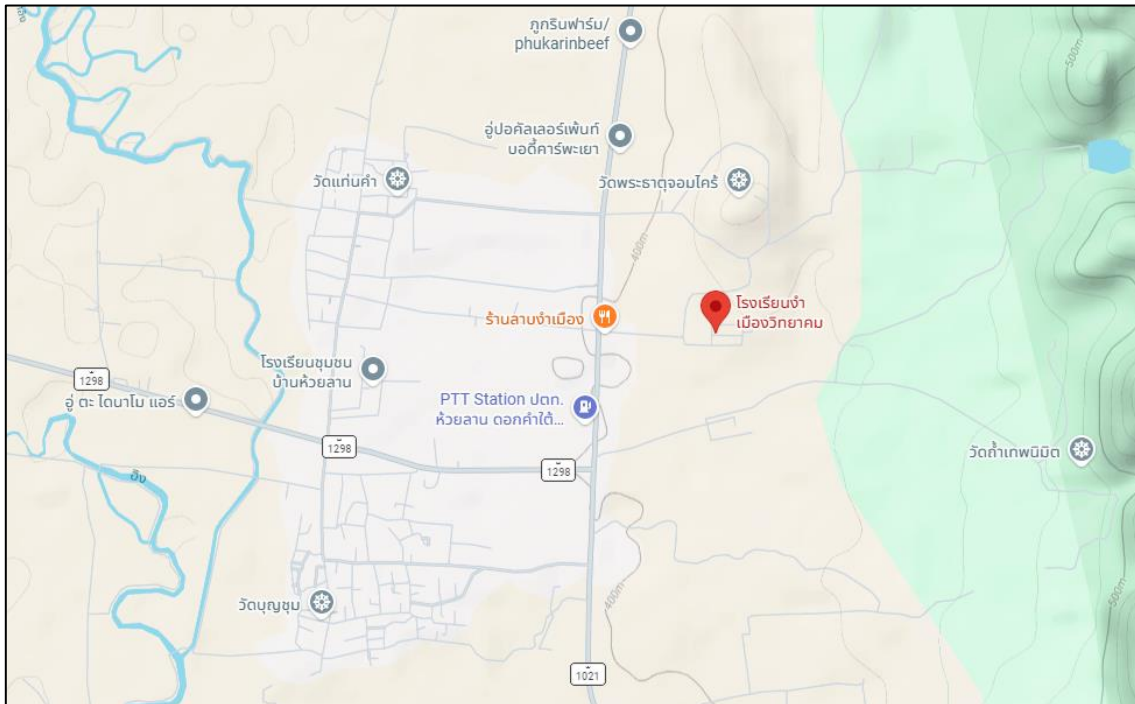 ภูกรินฟาร์ม/
phukarinbeef
500m
อู่ปอคัลเลอร์เพ้นท์
บอดี้คาร์พะเยา
วัดแท่นคำ
วัดพระธาตุจอมไคร้
400m
ร้านลาบงำเมือง
โรงเรียนงำ
เมืองวิทยาคม
โรงเรียนชุมชน
บ้านห้วยลาน
1298
อู่ ตะ ไดนาโม แอร์
PTT Station ปตท.
ห้วยลาน ดอกคำใต้...
1298
1298
วัดถ้ำเทพนิมิต
อิง
วัดบุญชุม
400m
500m
1021